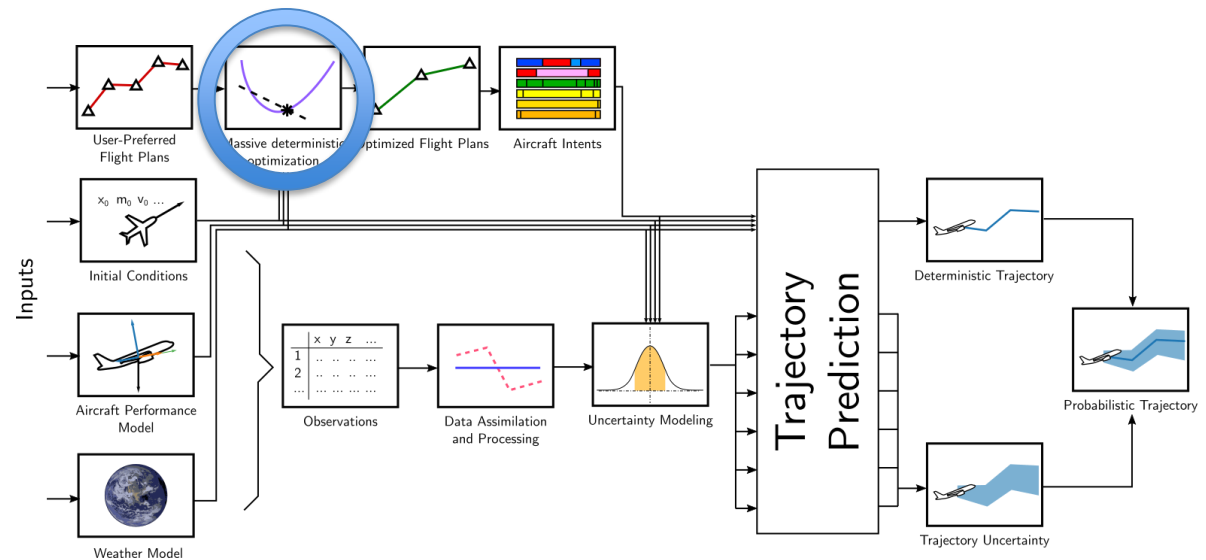 User-Preferred
Flight Plans
Massive deterministic
optimization
Optimized Flight Plans
Aircraft Intents
Inputs
x₀ m₀ v₀ ...
Initial Conditions
Aircraft Performance
Model
Weather Model
x y z ...
1 .. .. .. ...
2 .. .. .. ...
... ... ... ... ...
Observations
Data Assimilation
and Processing
Uncertainty Modeling
Trajectory
Prediction
Deterministic Trajectory
Probabilistic Trajectory
Trajectory Uncertainty